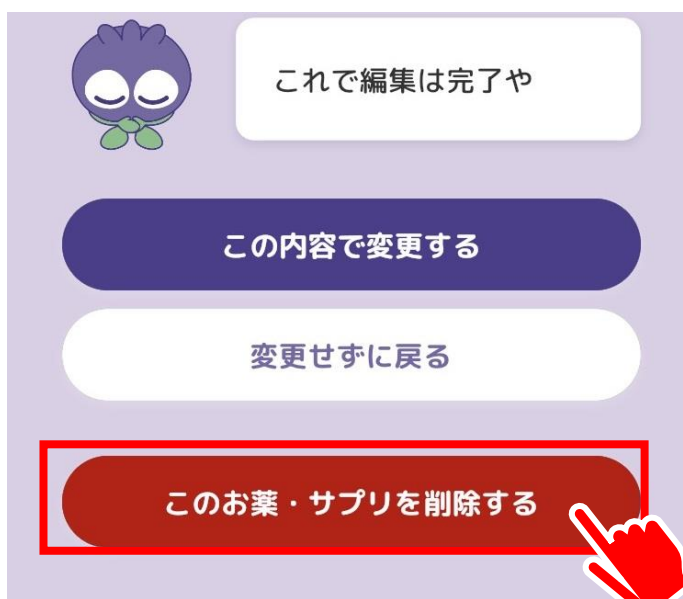 これで編集は完了や
この内容で変更する
変更せずに戻る
このお薬・サプリを削除する